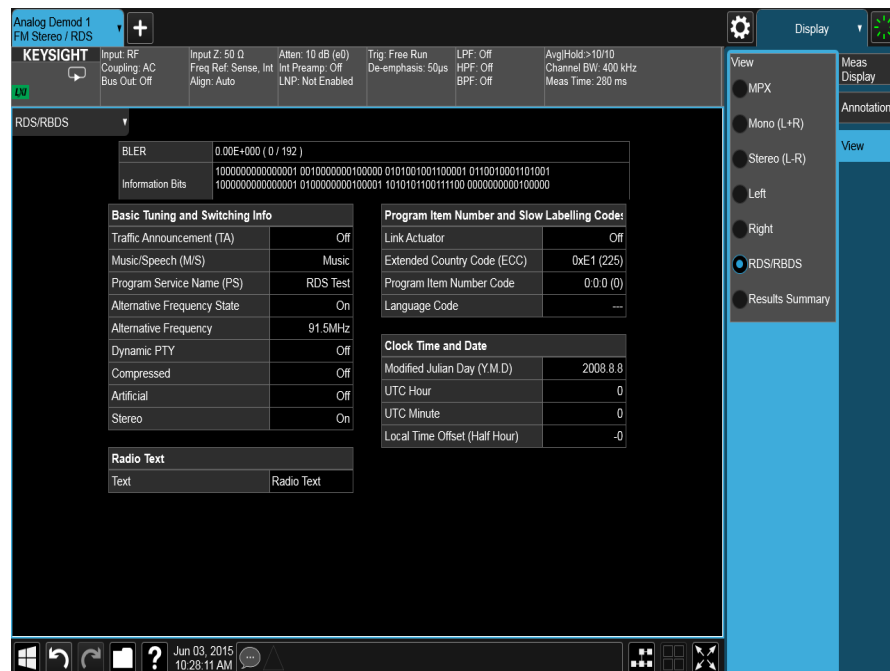 Analog Demod 1
FM Stereo / RDS
Display
KEYSIGHT
LXI
Input: RF
Coupling: AC
Bus Out: Off
Input Z: 50 Ω
Freq Ref: Sense, Int
Align: Auto
Atten: 10 dB (e0)
Int Preamp: Off
LNP: Not Enabled
Trig: Free Run
De-emphasis: 50µs
LPF: Off
HPF: Off
BPF: Off
Avg|Hold:>10/10
Channel BW: 400 kHz
Meas Time: 280 ms
RDS/RBDS
BLER 0.00E+000 ( 0 / 192 )
Information Bits
1000000000000001 0010000000100000 0101001001100001 0110010001101001
1000000000000001 0100000000100001 1010101100111100 0000000000100000
Basic Tuning and Switching Info
Traffic Announcement (TA) Off
Music/Speech (M/S) Music
Program Service Name (PS) RDS Test
Alternative Frequency State On
Alternative Frequency 91.5MHz
Dynamic PTY Off
Compressed Off
Artificial Off
Stereo On
Radio Text
Text Radio Text
Program Item Number and Slow Labelling Codes
Link Actuator Off
Extended Country Code (ECC) 0xE1 (225)
Program Item Number Code 0:0:0 (0)
Language Code ---
Clock Time and Date
Modified Julian Day (Y.M.D) 2008.8.8
UTC Hour 0
UTC Minute 0
Local Time Offset (Half Hour) -0
View
MPX
Mono (L+R)
Stereo (L-R)
Left
Right
RDS/RBDS
Results Summary
Meas
Display
Annotation
View
Jun 03, 2015
10:28:11 AM